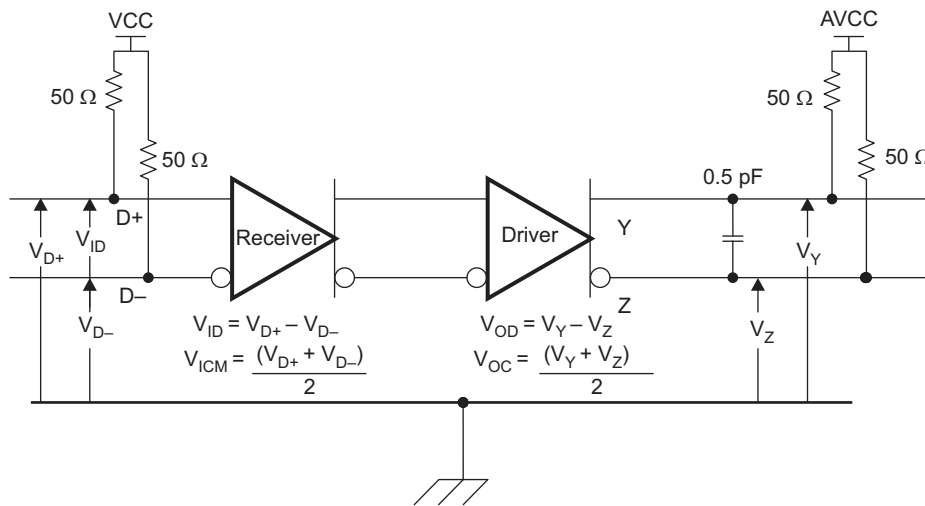 VCC
AVCC
50 Ω
50 Ω
50 Ω
50 Ω
0.5 pF
D+
Receiver
Driver
Y
V_ID
V_D+
V_Y
D–
Z
V_D–
V_Z
V_ID = V_D+ – V_D–
V_ICM = (V_D+ + V_D–)
2
V_OD = V_Y – V_Z
V_OC = (V_Y + V_Z)
2